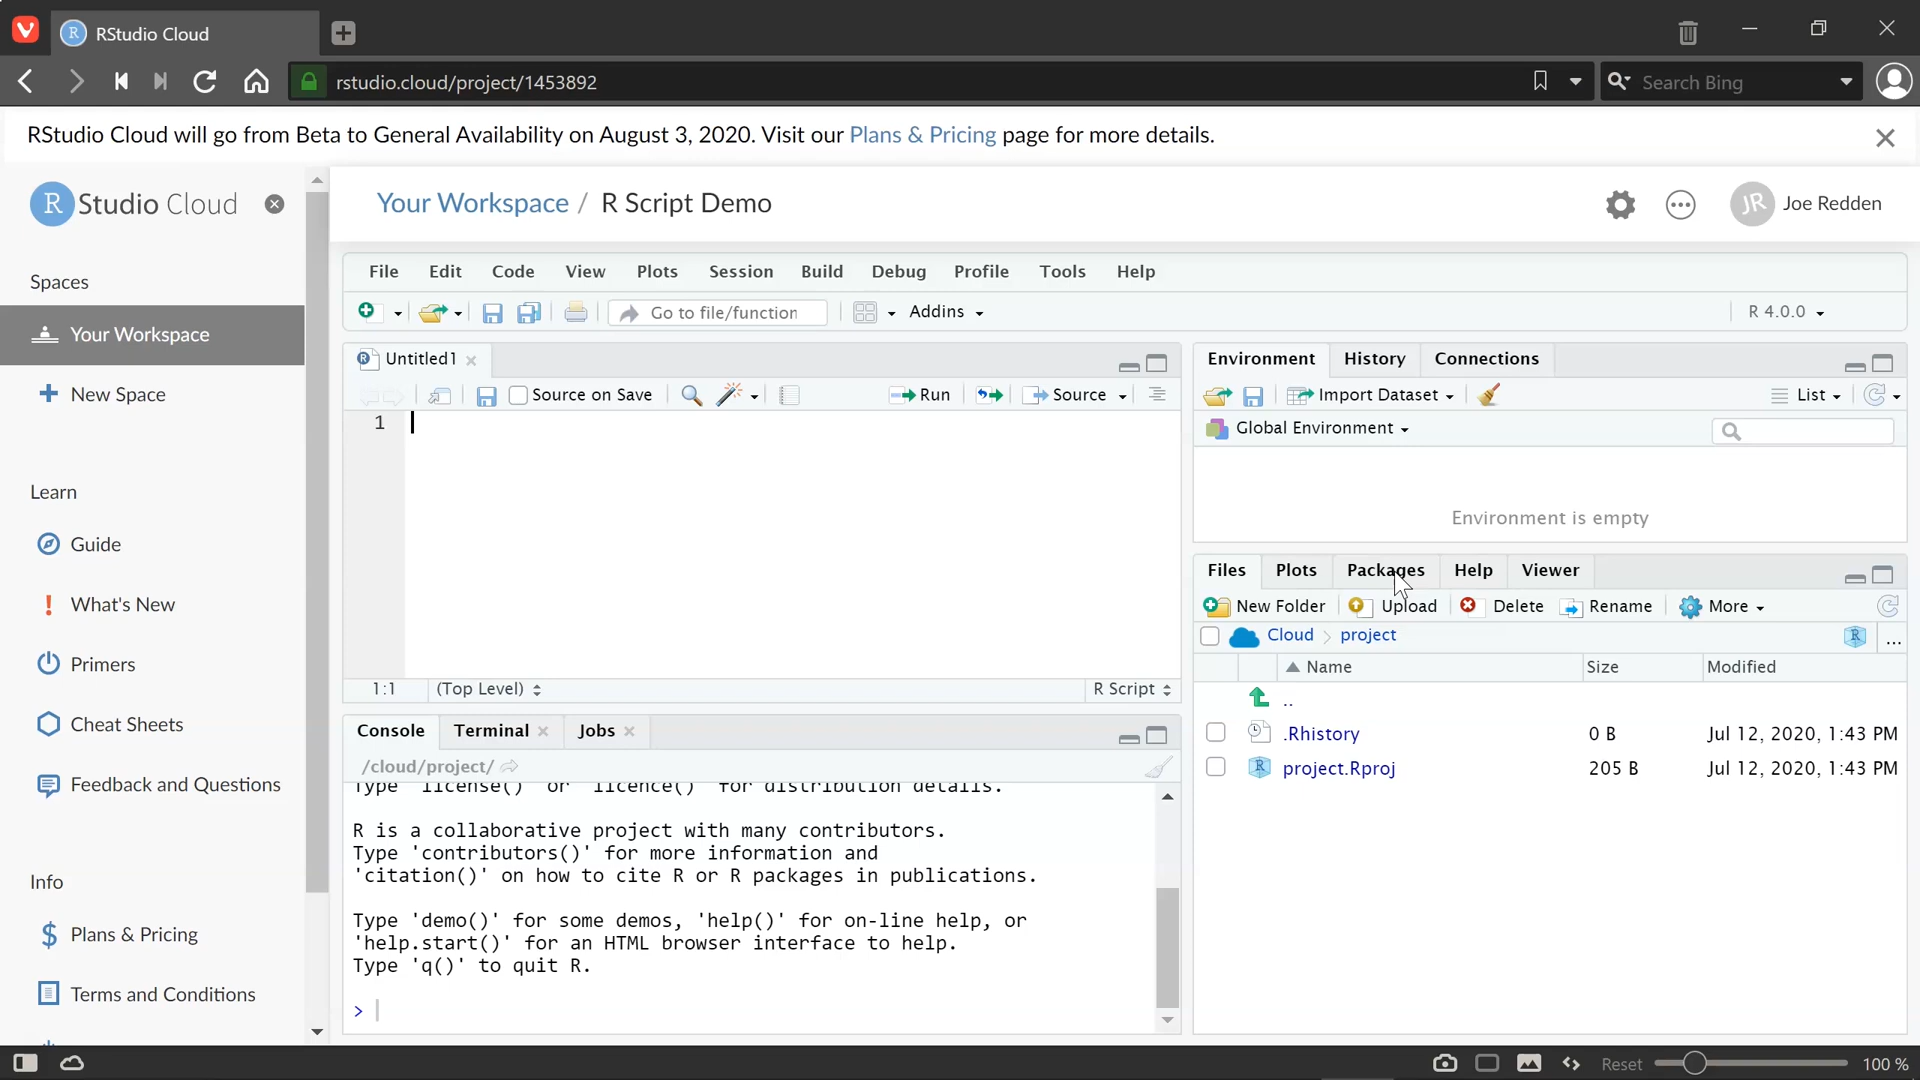 RStudio Cloud
rstudio.cloud/project/1453892
Search Bing
RStudio Cloud will go from Beta to General Availability on August 3, 2020. Visit our Plans & Pricing page for more details.
R Studio Cloud
Your Workspace / R Script Demo
JR Joe Redden
Spaces
Your Workspace
New Space
Learn
Guide
What's New
Primers
Cheat Sheets
Feedback and Questions
Info
Plans & Pricing
Terms and Conditions
File Edit Code View Plots Session Build Debug Profile Tools Help
Go to file/function Addins R 4.0.0
Untitled1
Source on Save Run Source
1
1:1 (Top Level) R Script
Console Terminal Jobs
/cloud/project/
Type 'license()' or 'licence()' for distribution details.
R is a collaborative project with many contributors.
Type 'contributors()' for more information and
'citation()' on how to cite R or R packages in publications.
Type 'demo()' for some demos, 'help()' for on-line help, or
'help.start()' for an HTML browser interface to help.
Type 'q()' to quit R.
>
Environment History Connections
Import Dataset List
Global Environment
Environment is empty
Files Plots Packages Help Viewer
New Folder Upload Delete Rename More
Cloud project R ...
Name Size Modified
..
.Rhistory 0 B Jul 12, 2020, 1:43 PM
project.Rproj 205 B Jul 12, 2020, 1:43 PM
Reset 100 %